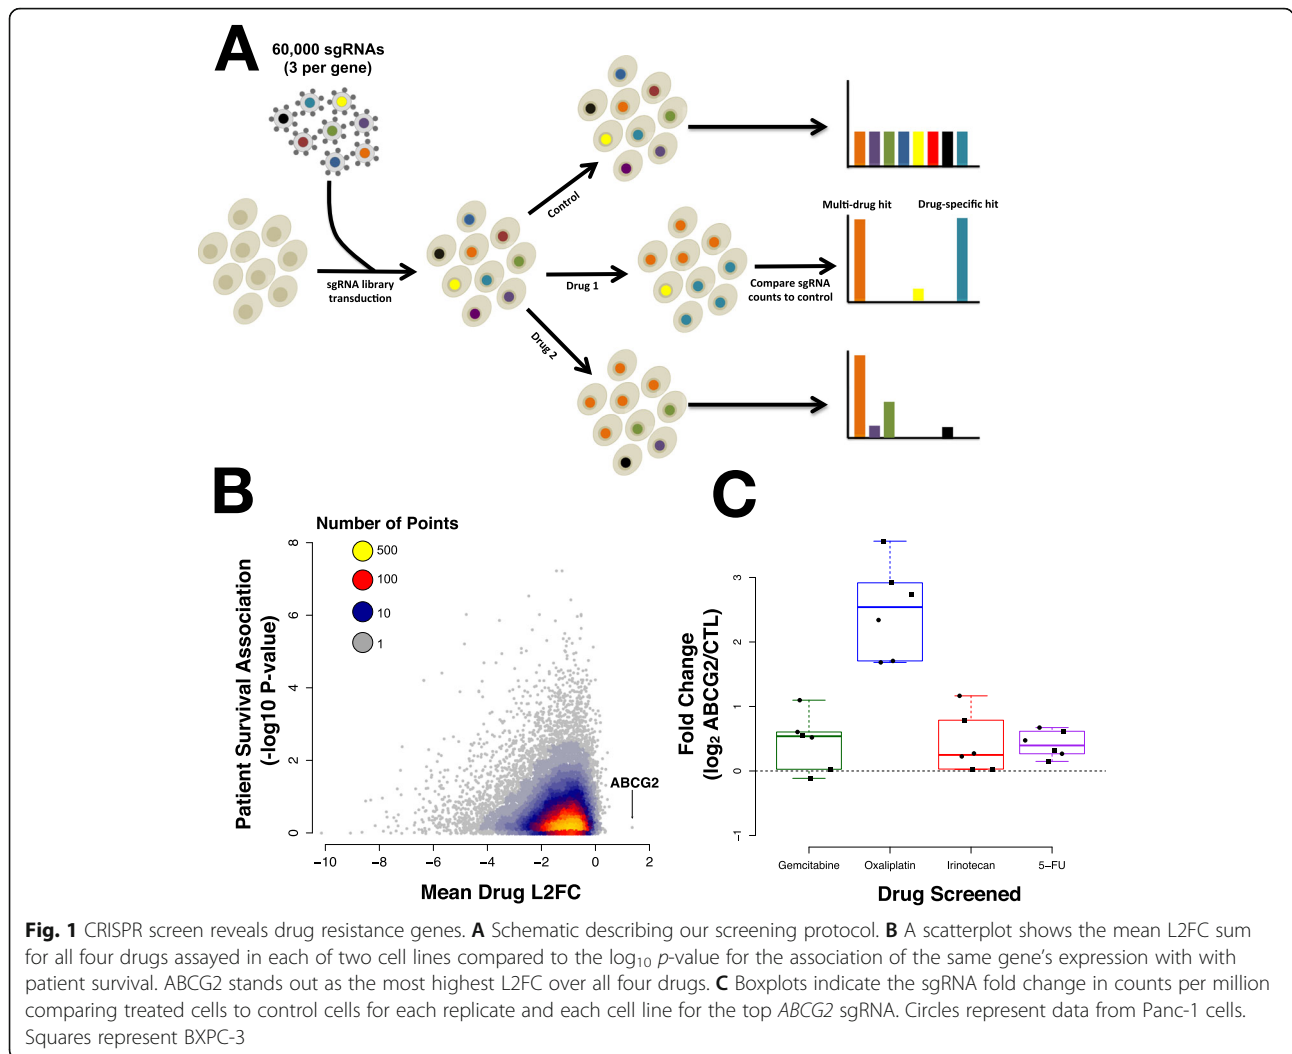 A
60,000 sgRNAs
(3 per gene)
sgRNA library
transduction
Control
Drug 1
Drug 2
Compare sgRNA
counts to control
Multi-drug hit
Drug-specific hit
B
Number of Points
500
100
10
1
Patient Survival Association
(-log10 P-value)
8
6
4
2
0
ABCG2
−10
−8
−6
−4
−2
0
2
Mean Drug L2FC
C
Fold Change
(log2 ABCG2/CTL)
3
2
1
0
−1
Gemcitabine
Oxaliplatin
Irinotecan
5−FU
Drug Screened
Fig. 1 CRISPR screen reveals drug resistance genes. A Schematic describing our screening protocol. B A scatterplot shows the mean L2FC sum
for all four drugs assayed in each of two cell lines compared to the log10 p-value for the association of the same gene's expression with with
patient survival. ABCG2 stands out as the most highest L2FC over all four drugs. C Boxplots indicate the sgRNA fold change in counts per million
comparing treated cells to control cells for each replicate and each cell line for the top ABCG2 sgRNA. Circles represent data from Panc-1 cells.
Squares represent BXPC-3